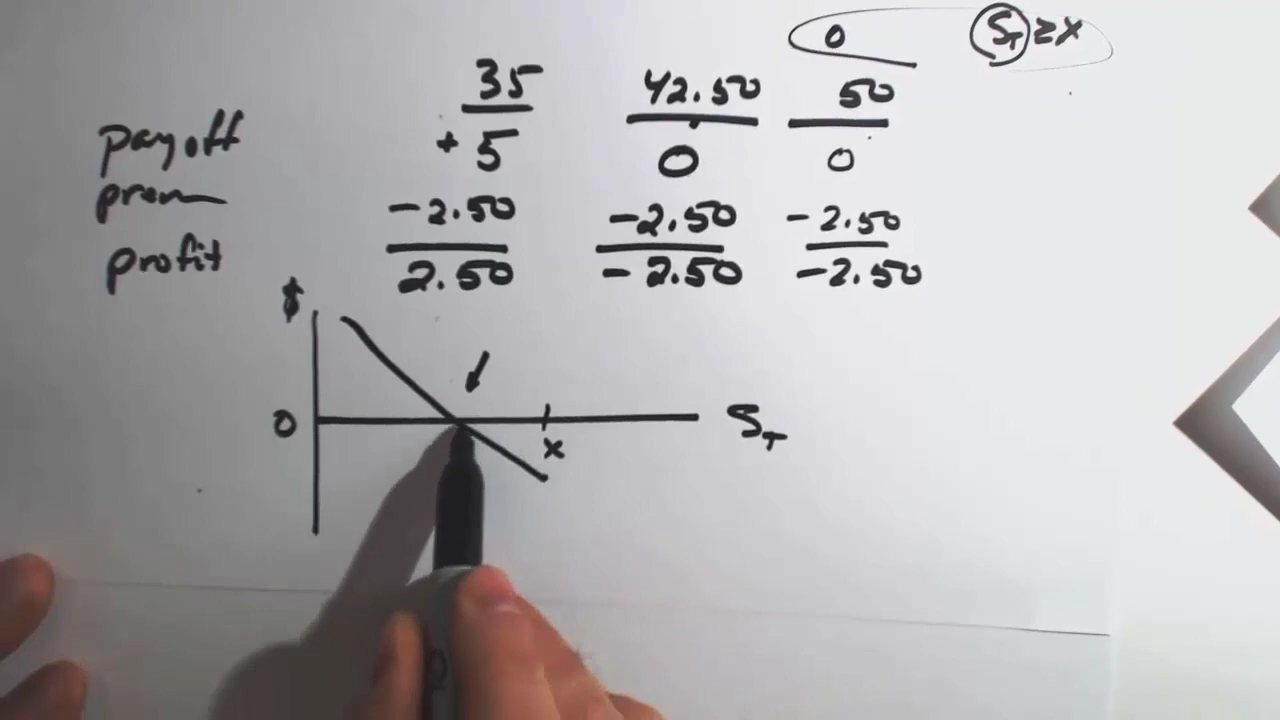 0 S_T ≥ X
35 42.50 50
payoff + 5 0 0
prem -2.50 -2.50 -2.50
profit 2.50 -2.50 -2.50
$
0 S_T
x